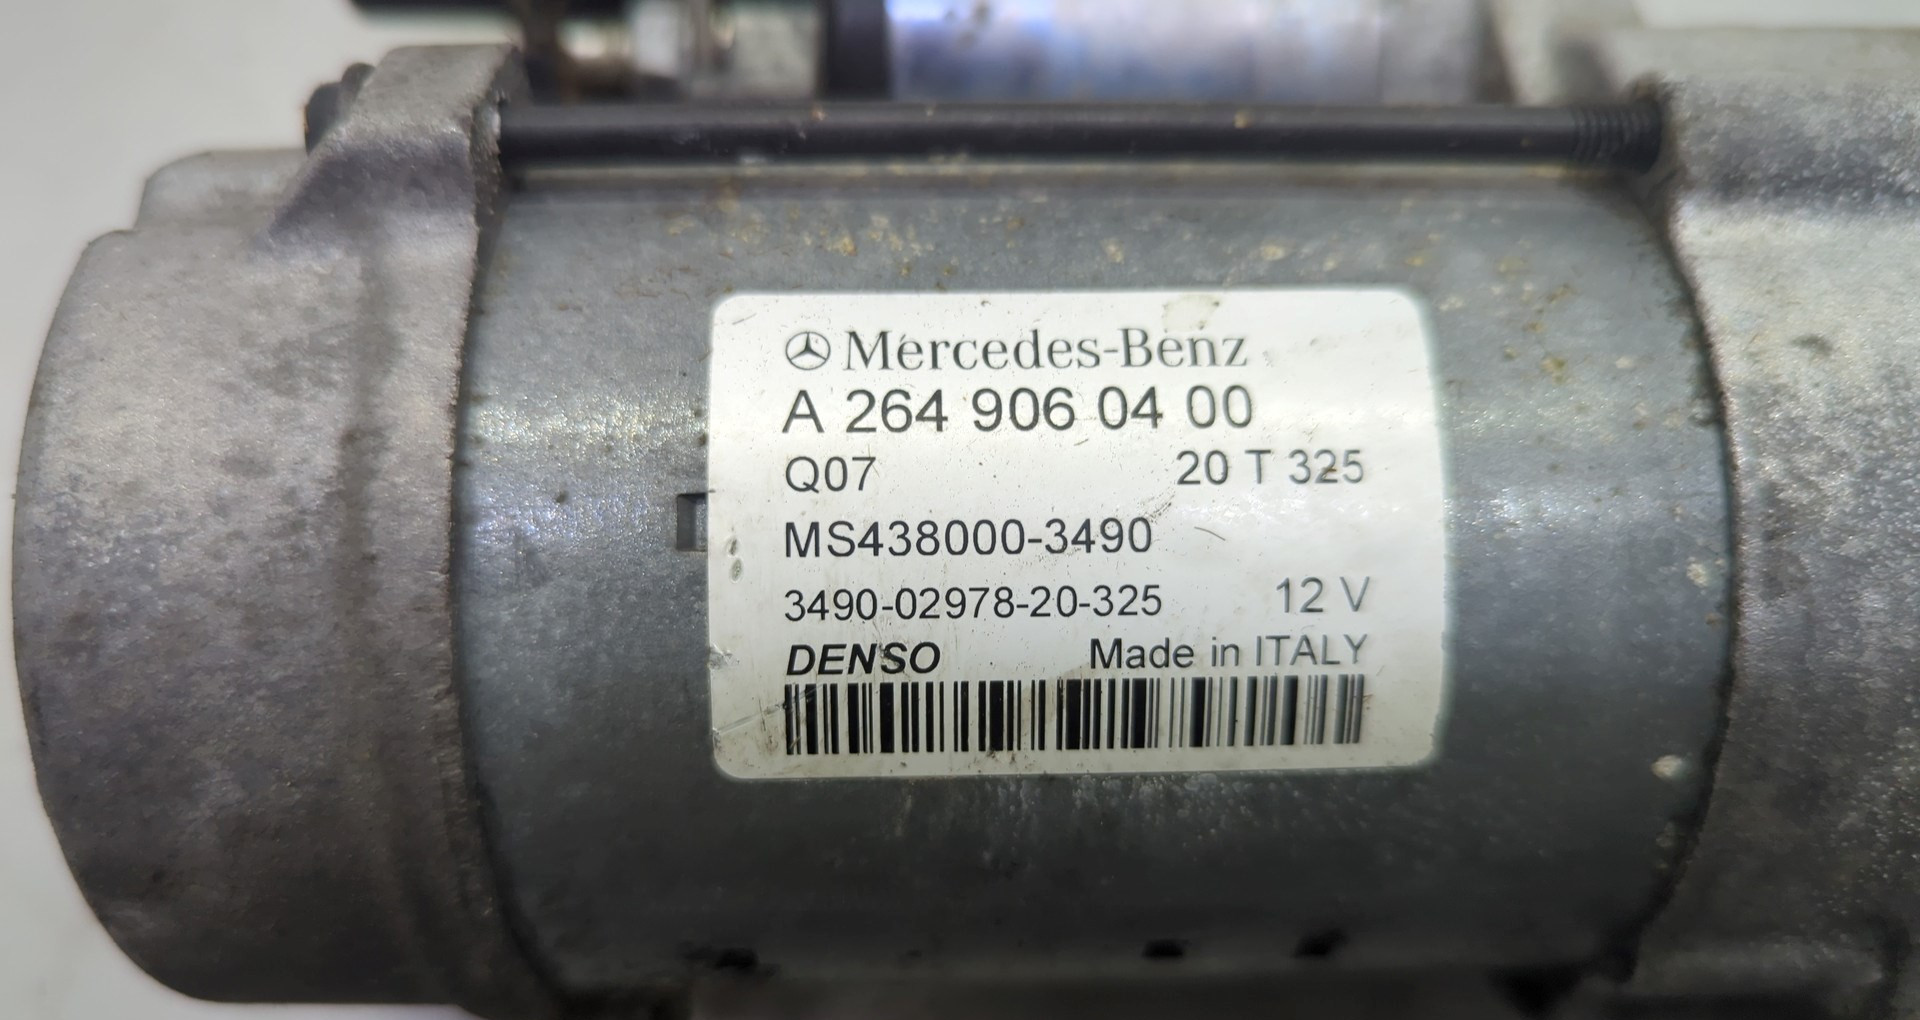 Mercedes-Benz
A 264 906 04 00
Q07 20 T 325
MS438000-3490
3490-02978-20-325 12 V
DENSO Made in ITALY